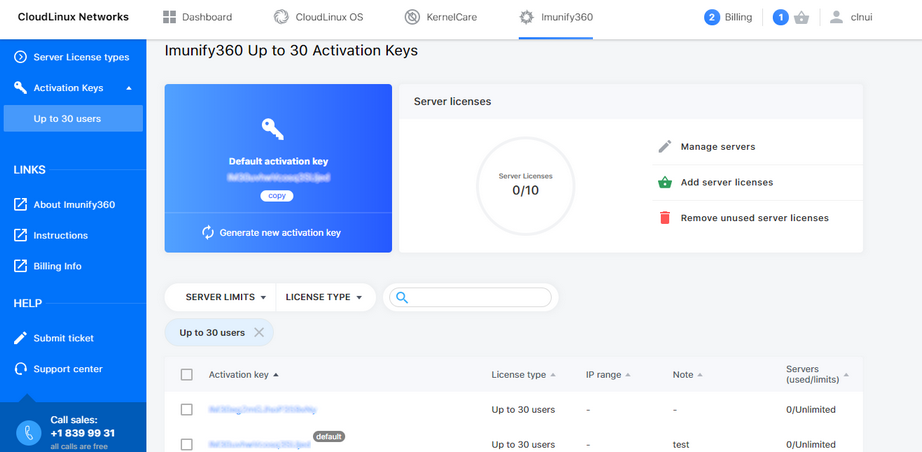 CloudLinux Networks
Dashboard
CloudLinux OS
KernelCare
Imunify360
2 Billing
1
clnui
Server License types
Activation Keys
Up to 30 users
LINKS
About Imunify360
Instructions
Billing Info
HELP
Submit ticket
Support center
Call sales:
+1 839 99 31
all calls are free
Imunify360 Up to 30 Activation Keys
Default activation key
copy
Generate new activation key
Server licenses
Server Licenses
0/10
Manage servers
Add server licenses
Remove unused server licenses
SERVER LIMITS
LICENSE TYPE
Up to 30 users
Activation key
License type
IP range
Note
Servers
(used/limits)
Up to 30 users - - 0/Unlimited
default
Up to 30 users - test 0/Unlimited